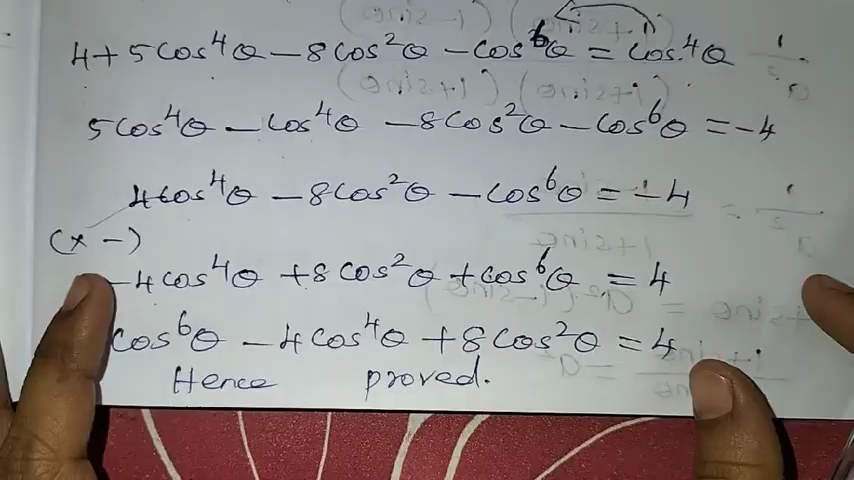 4 + 5cos⁴θ − 8cos²θ − cos⁶θ = cos⁴θ
5cos⁴θ − cos⁴θ − 8cos²θ − cos⁶θ = −4
4cos⁴θ − 8cos²θ − cos⁶θ = −4
(x −)
−4cos⁴θ + 8cos²θ + cos⁶θ = 4
cos⁶θ − 4cos⁴θ + 8cos²θ = 4
Hence proved.